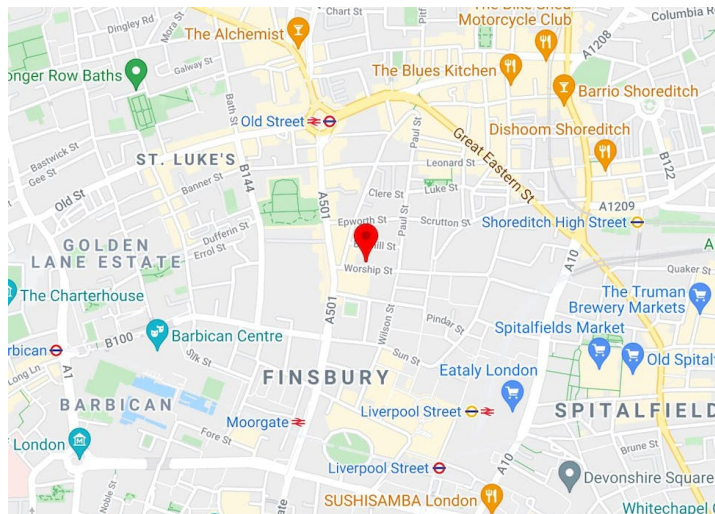 Dingley Rd
Mora St
Chart St
Motorcycle Club
A1208
Columbia R
The Alchemist
Galway St
The Blues Kitchen
Barrio Shoreditch
onger Row Baths
Bath St
Old Street
Paul St
Great Eastern St
Dishoom Shoreditch
ST. LUKE'S
B144
Leonard St
B122
Bastwick St
Gee St
Banner St
Clere St
Luke St
Old St
A501
Paul St
A1209
Dufferin St
Errol St
Epworth St
Scrutton St
Shoreditch High Street
GOLDEN
LANE ESTATE
Worship St
A10
Quaker St
The Charterhouse
A501
The Truman
Brewery Markets
B100
Barbican Centre
Wilson St
Pindar St
Spitalfields Market
rbican
Silk St
Sun St
Old Spital
Long Ln
A1
FINSBURY
Eataly London
BARBICAN
Moorgate
Liverpool Street
SPITALFIELD
Fore St
London
A10
Brune St
Liverpool Street
Devonshire Square
Noble St
SUSHISAMBA London
Whitechapel